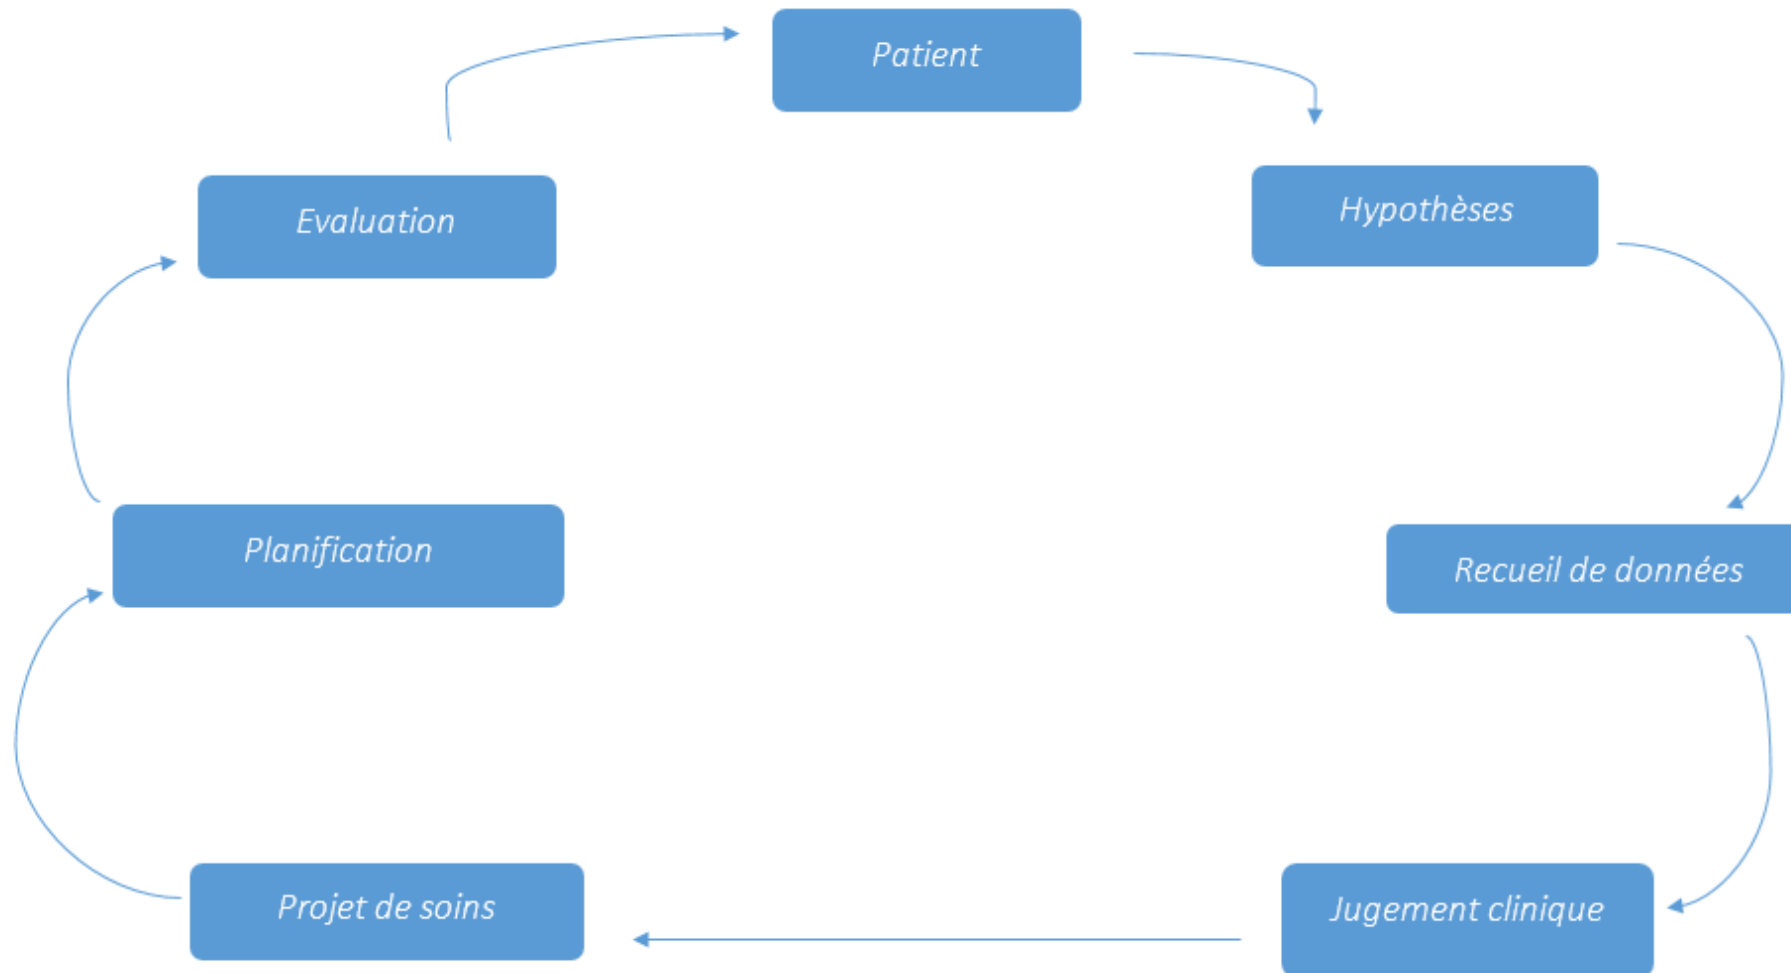 Patient
Hypothèses
Recueil de données
Jugement clinique
Projet de soins
Planification
Evaluation